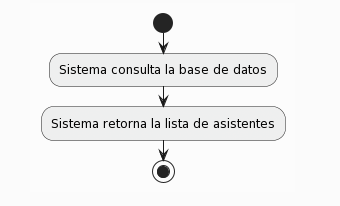 Sistema consulta la base de datos
Sistema retorna la lista de asistentes